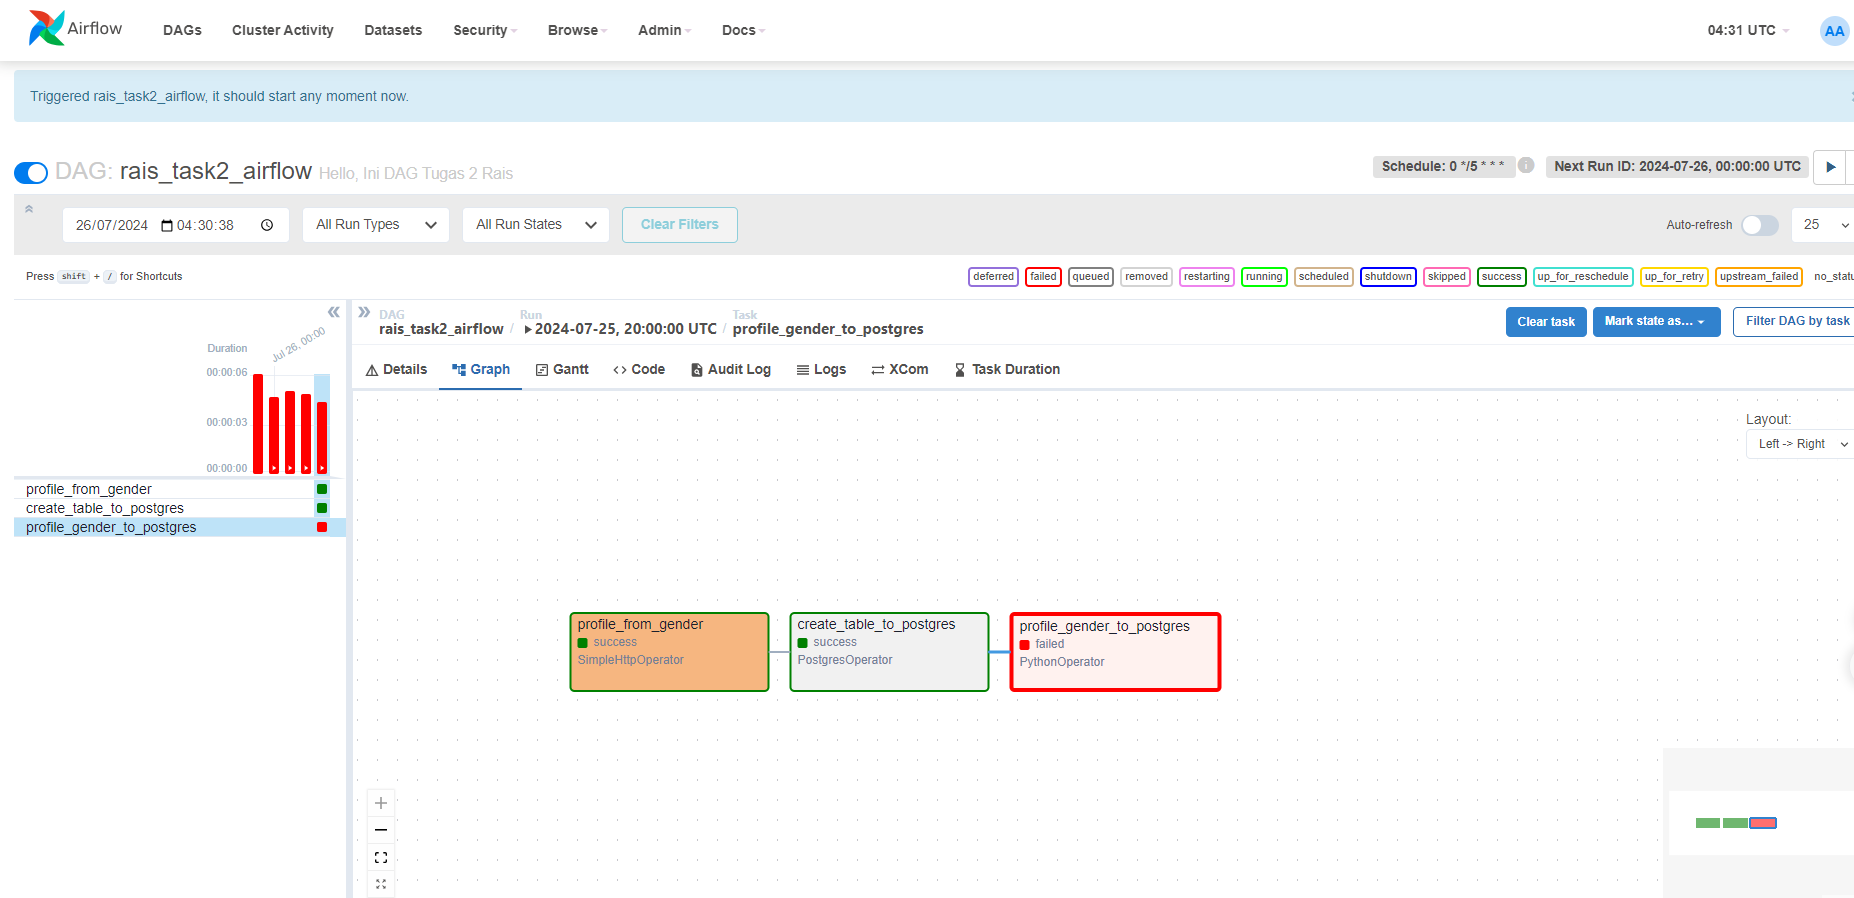 Airflow DAGs Cluster Activity Datasets Security Browse Admin Docs 04:31 UTC AA
Triggered rais_task2_airflow, it should start any moment now.
DAG: rais_task2_airflow Hello, Ini DAG Tugas 2 Rais Schedule: 0 */5 * * * Next Run ID: 2024-07-26, 00:00:00 UTC
26/07/2024 04:30:38 All Run Types All Run States Clear Filters Auto-refresh 25
Press shift + / for Shortcuts deferred failed queued removed restarting running scheduled shutdown skipped success up_for_reschedule up_for_retry upstream_failed no_statu
DAG Run Task
rais_task2_airflow / 2024-07-25, 20:00:00 UTC / profile_gender_to_postgres Clear task Mark state as... Filter DAG by task
Details Graph Gantt Code Audit Log Logs XCom Task Duration
Jul 26, 00:00
Duration
00:00:06
00:00:03
00:00:00
profile_from_gender
create_table_to_postgres
profile_gender_to_postgres
Layout:
Left -> Right
profile_from_gender
success
SimpleHttpOperator
create_table_to_postgres
success
PostgresOperator
profile_gender_to_postgres
failed
PythonOperator